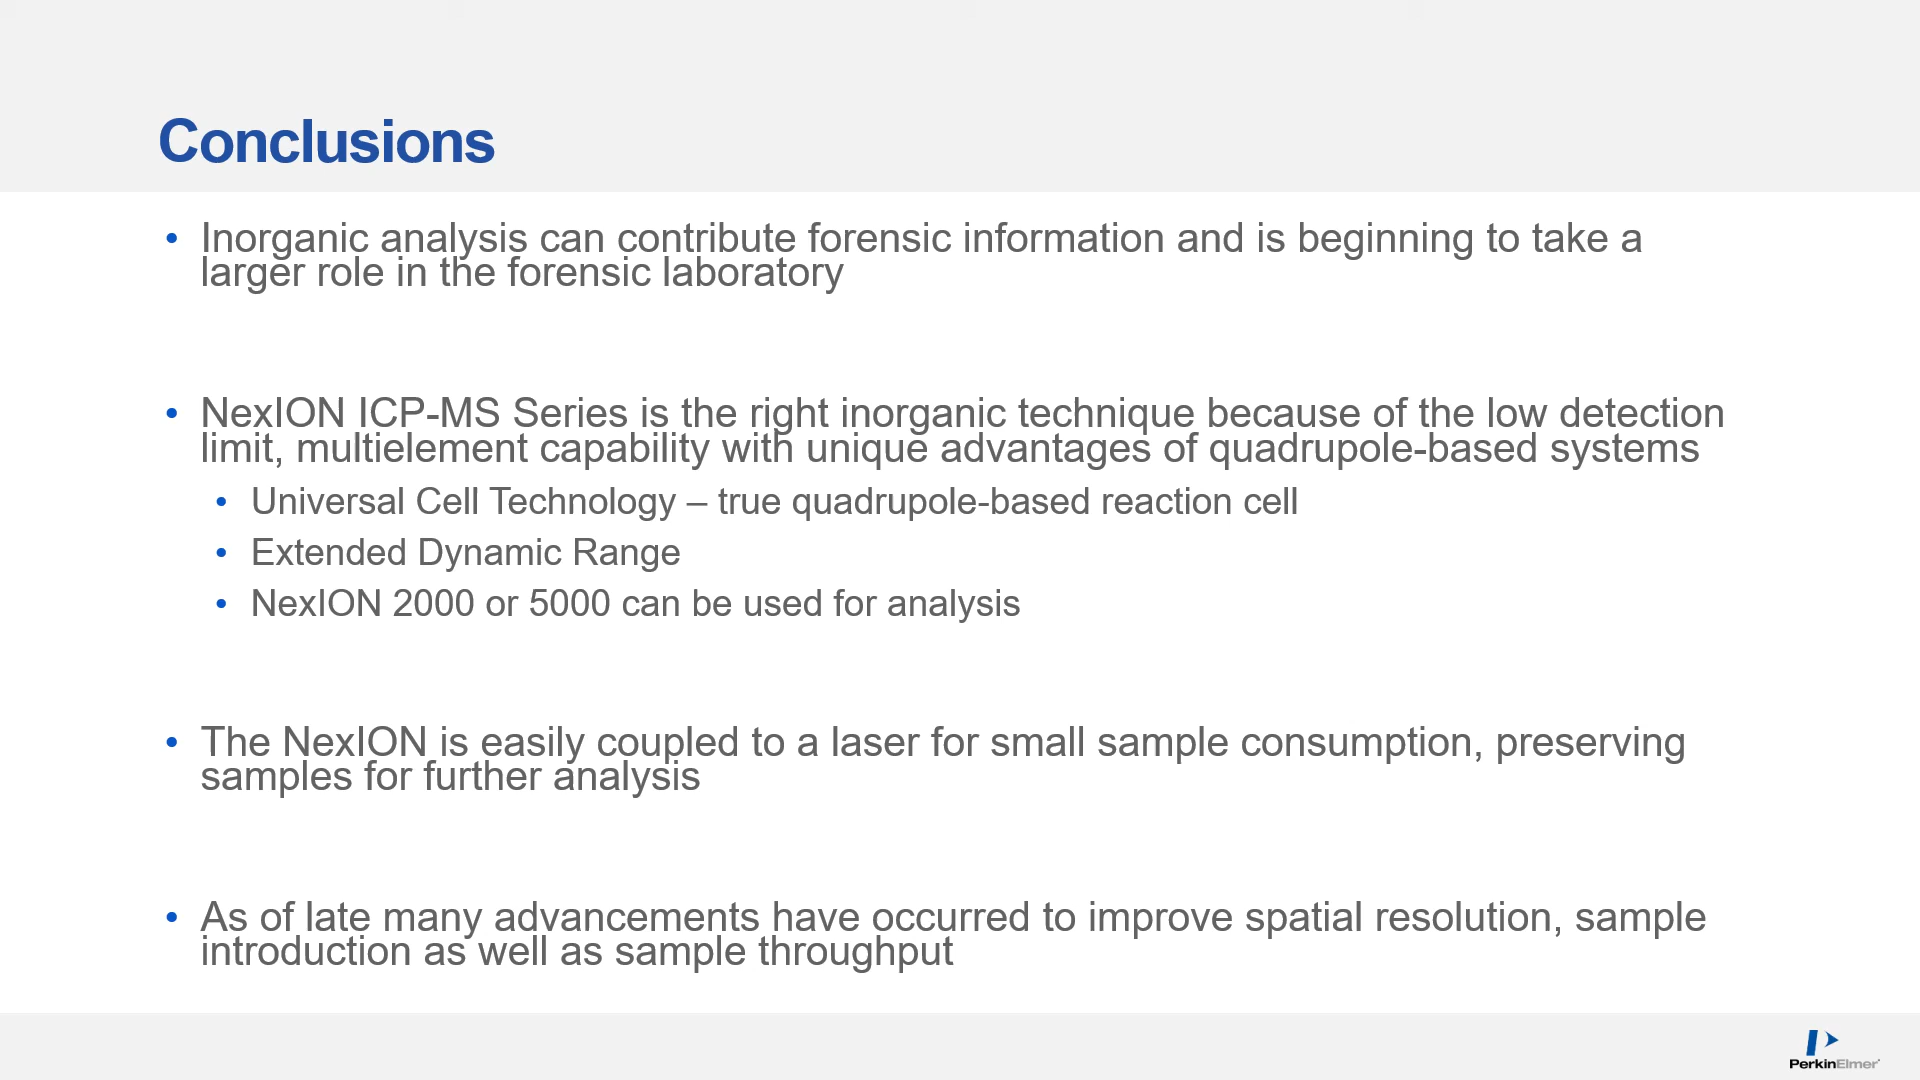 Conclusions
• Inorganic analysis can contribute forensic information and is beginning to take a
larger role in the forensic laboratory
• NexION ICP-MS Series is the right inorganic technique because of the low detection
limit, multielement capability with unique advantages of quadrupole-based systems
• Universal Cell Technology – true quadrupole-based reaction cell
• Extended Dynamic Range
• NexION 2000 or 5000 can be used for analysis
• The NexION is easily coupled to a laser for small sample consumption, preserving
samples for further analysis
• As of late many advancements have occurred to improve spatial resolution, sample
introduction as well as sample throughput
PerkinElmer